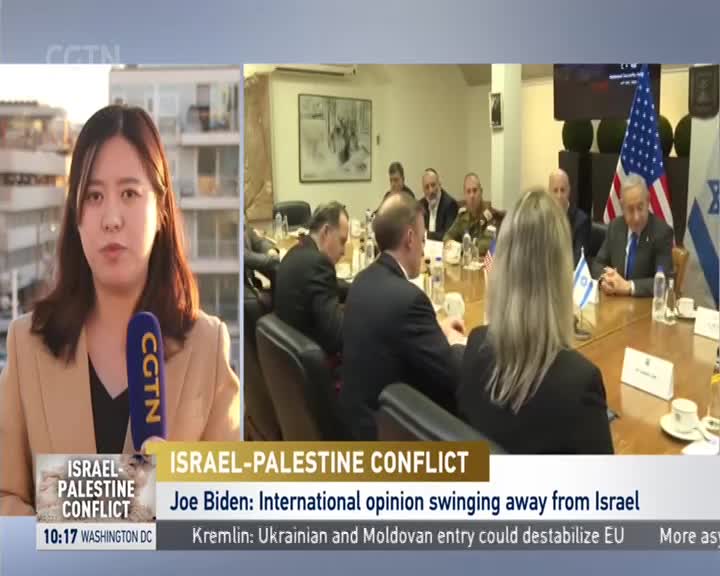 CGTN
CGTN
ISRAEL-PALESTINE CONFLICT
ISRAEL-
PALESTINE
CONFLICT
Joe Biden: International opinion swinging away from Israel
10:17 WASHINGTON DC
Kremlin: Ukrainian and Moldovan entry could destabilize EU
More asy